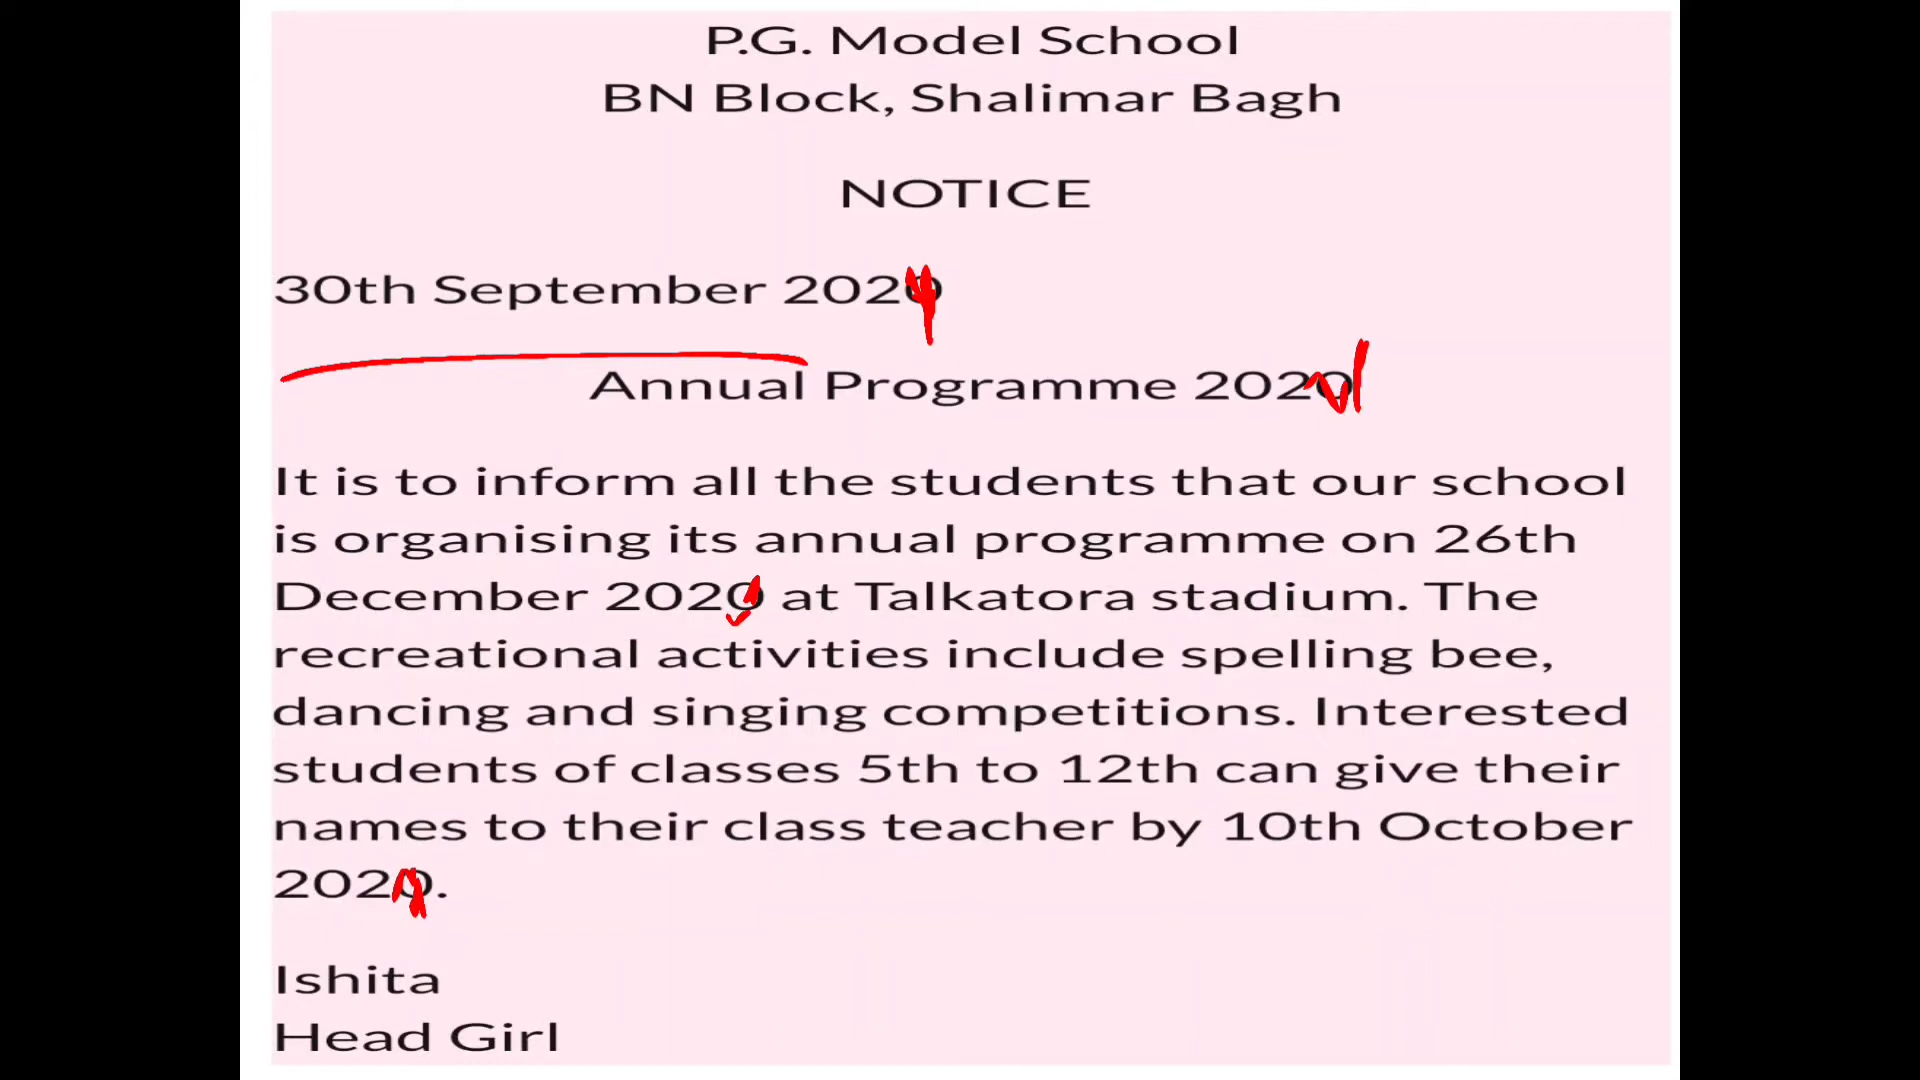 P.G. Model School
BN Block, Shalimar Bagh
NOTICE
30th September 2020
Annual Programme 2020
It is to inform all the students that our school
is organising its annual programme on 26th
December 2020 at Talkatora stadium. The
recreational activities include spelling bee,
dancing and singing competitions. Interested
students of classes 5th to 12th can give their
names to their class teacher by 10th October
2020.
Ishita
Head Girl